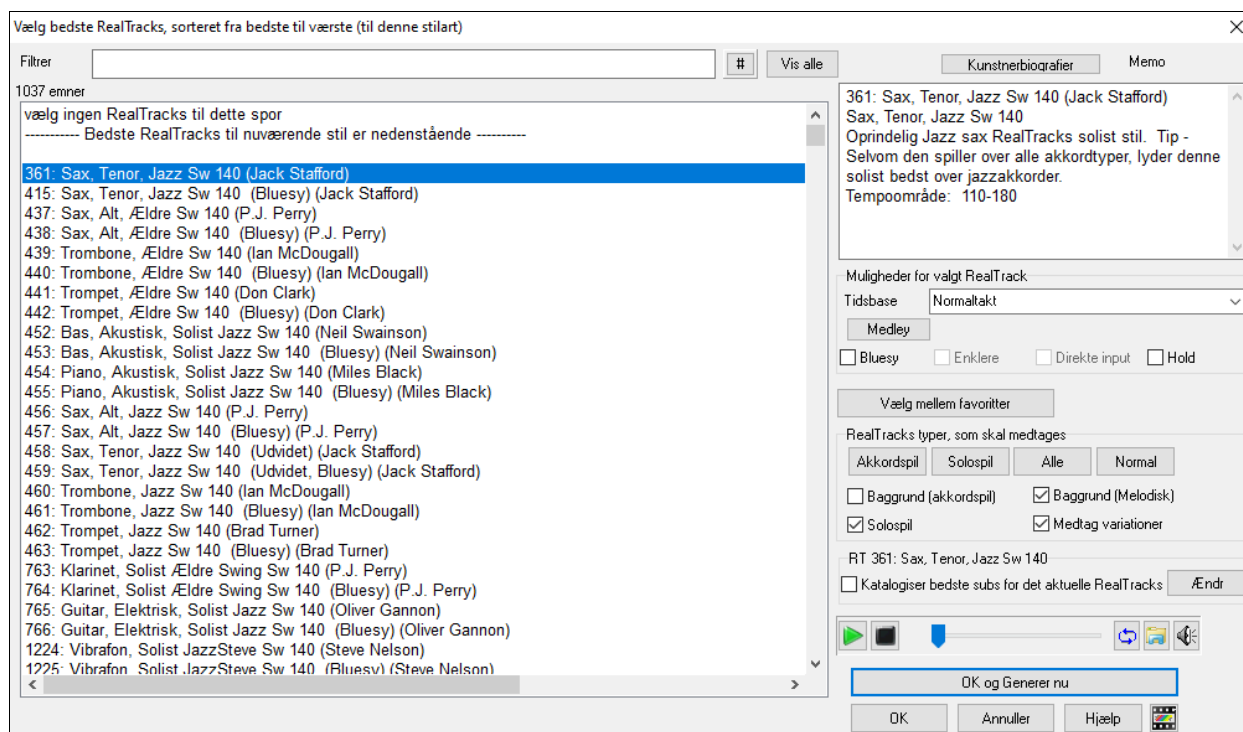 Vælg bedste RealTracks, sorteret fra bedste til værste (til denne stilart)
Filtrer
#
Vis alle
Kunstnerbiografier
Memo
1037 emner
vælg ingen RealTracks til dette spor
----------- Bedste RealTracks til nuværende stil er nedenstående ----------
361: Sax, Tenor, Jazz Sw 140 (Jack Stafford)
415: Sax, Tenor, Jazz Sw 140 (Bluesy) (Jack Stafford)
437: Sax, Alt, Ældre Sw 140 (P.J. Perry)
438: Sax, Alt, Ældre Sw 140 (Bluesy) (P.J. Perry)
439: Trombone, Ældre Sw 140 (Ian McDougall)
440: Trombone, Ældre Sw 140 (Bluesy) (Ian McDougall)
441: Trompet, Ældre Sw 140 (Don Clark)
442: Trompet, Ældre Sw 140 (Bluesy) (Don Clark)
452: Bas, Akustisk, Solist Jazz Sw 140 (Neil Swainson)
453: Bas, Akustisk, Solist Jazz Sw 140 (Bluesy) (Neil Swainson)
454: Piano, Akustisk, Solist Jazz Sw 140 (Miles Black)
455: Piano, Akustisk, Solist Jazz Sw 140 (Bluesy) (Miles Black)
456: Sax, Alt, Jazz Sw 140 (P.J. Perry)
457: Sax, Alt, Jazz Sw 140 (Bluesy) (P.J. Perry)
458: Sax, Tenor, Jazz Sw 140 (Udvidet) (Jack Stafford)
459: Sax, Tenor, Jazz Sw 140 (Udvidet, Bluesy) (Jack Stafford)
460: Trombone, Jazz Sw 140 (Ian McDougall)
461: Trombone, Jazz Sw 140 (Bluesy) (Ian McDougall)
462: Trompet, Jazz Sw 140 (Brad Turner)
463: Trompet, Jazz Sw 140 (Bluesy) (Brad Turner)
763: Klarinet, Solist Ældre Swing Sw 140 (P.J. Perry)
764: Klarinet, Solist Ældre Swing Sw 140 (Bluesy) (P.J. Perry)
765: Guitar, Elektrisk, Solist Jazz Sw 140 (Oliver Gannon)
766: Guitar, Elektrisk, Solist Jazz Sw 140 (Bluesy) (Oliver Gannon)
1224: Vibrafon, Solist JazzSteve Sw 140 (Steve Nelson)
1225: Vibrafon, Solist JazzSteve Sw 140 (Bluesy) (Steve Nelson)
361: Sax, Tenor, Jazz Sw 140 (Jack Stafford)
Sax, Tenor, Jazz Sw 140
Oprindelig Jazz sax RealTracks solist stil. Tip -
Selvom den spiller over alle akkordtyper, lyder denne
solist bedst over jazzakkorder.
Tempoområde: 110-180
Muligheder for valgt RealTrack
Tidsbase
Normaltakt
Medley
Bluesy
Enklere
Direkte input
Hold
Vælg mellem favoritter
RealTracks typer, som skal medtages
Akkordspil
Solospil
Alle
Normal
Baggrund (akkordspil)
Baggrund (Melodisk)
Solospil
Medtag variationer
RT 361: Sax, Tenor, Jazz Sw 140
Katalogiser bedste subs for det aktuelle RealTracks
Ændr
OK og Generer nu
OK
Annuller
Hjælp